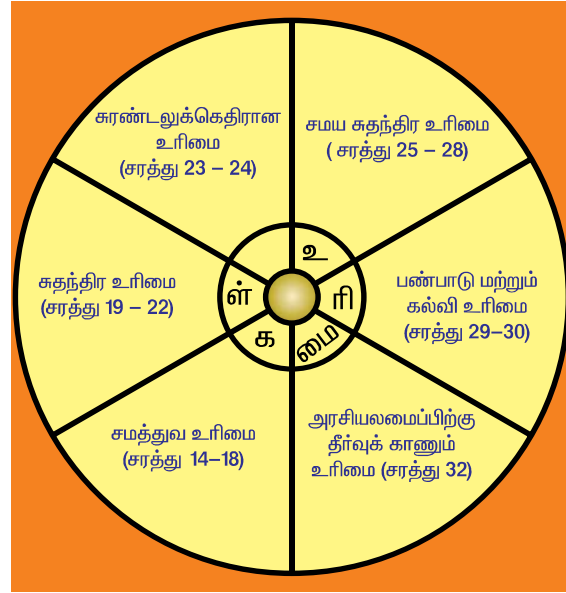 சுரண்டலுக்கெதிரான
உரிமை
(சரத்து 23 – 24)
சமய சுதந்திர உரிமை
( சரத்து 25 – 28)
பண்பாடு மற்றும்
கல்வி உரிமை
(சரத்து 29–30)
அரசியலமைப்பிற்கு
தீர்வுக் காணும்
உரிமை (சரத்து 32)
சமத்துவ உரிமை
(சரத்து 14–18)
சுதந்திர உரிமை
(சரத்து 19 – 22)
உ
ரி
மை
க
ள்